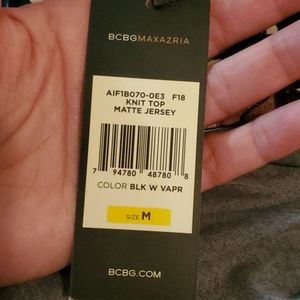 BCBGMAXAZRIA
AIF1B070-0E3 F18
KNIT TOP
MATTE JERSEY
7 94780 48780 8
COLOR BLK W VAPR
SIZE M
BCBG.COM